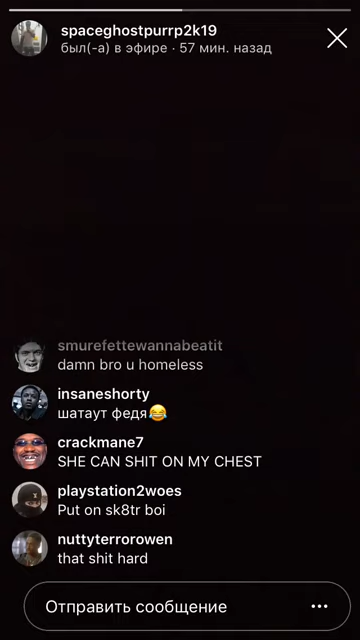 spaceghostpurrp2k19
был(-а) в эфире · 57 мин. назад
smurefettewannabeatit
damn bro u homeless
insaneshorty
шатаут федя😂
crackmane7
SHE CAN SHIT ON MY CHEST
playstation2woes
Put on sk8tr boi
nuttyterrorowen
that shit hard
Отправить сообщение